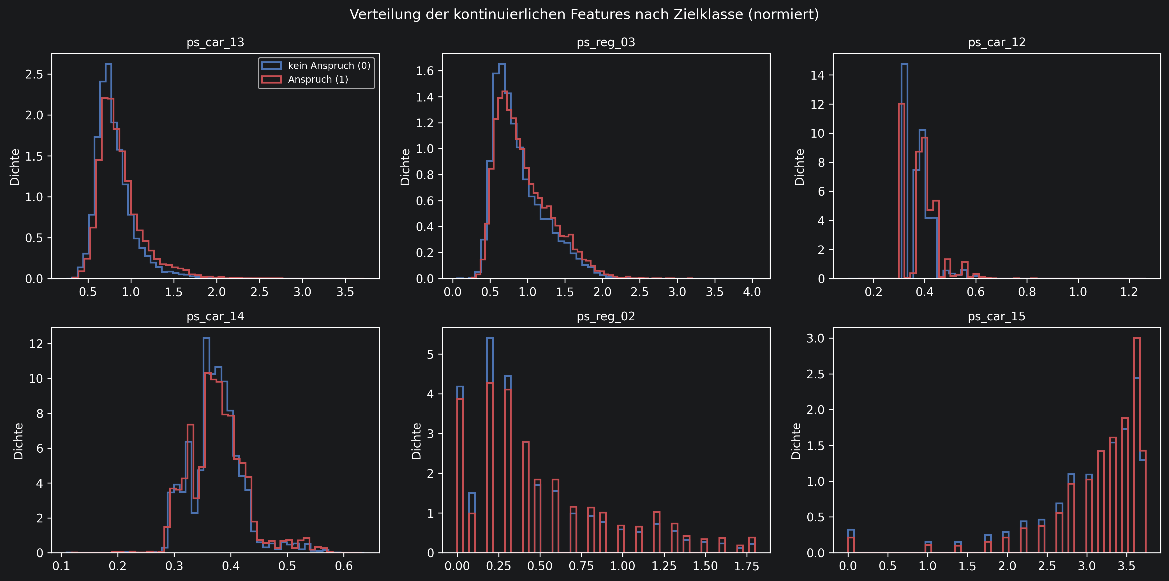 Verteilung der kontinuierlichen Features nach Zielklasse (normiert)
ps_car_13
kein Anspruch (0)
Anspruch (1)
Dichte
2.5
2.0
1.5
1.0
0.5
0.0
0.5 1.0 1.5 2.0 2.5 3.0 3.5
ps_reg_03
Dichte
1.6
1.4
1.2
1.0
0.8
0.6
0.4
0.2
0.0
0.0 0.5 1.0 1.5 2.0 2.5 3.0 3.5 4.0
ps_car_12
Dichte
14
12
10
8
6
4
2
0
0.2 0.4 0.6 0.8 1.0 1.2
ps_car_14
Dichte
12
10
8
6
4
2
0
0.1 0.2 0.3 0.4 0.5 0.6
ps_reg_02
Dichte
5
4
3
2
1
0
0.00 0.25 0.50 0.75 1.00 1.25 1.50 1.75
ps_car_15
Dichte
3.0
2.5
2.0
1.5
1.0
0.5
0.0
0.0 0.5 1.0 1.5 2.0 2.5 3.0 3.5